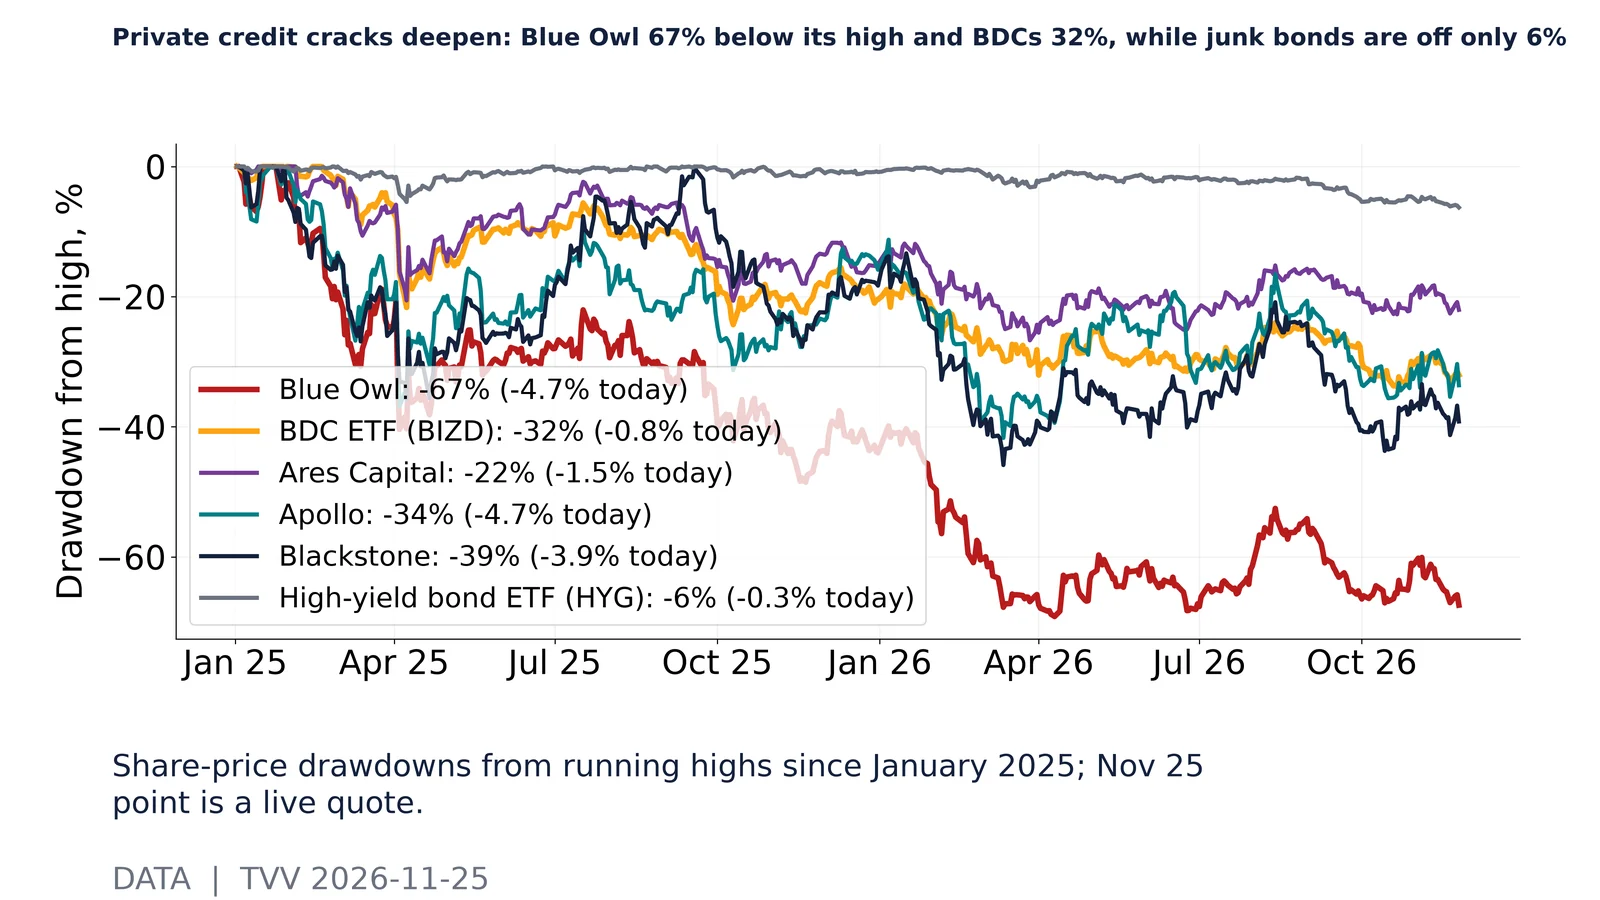 Private credit cracks deepen: Blue Owl 67% below its high and BDCs 32%, while junk bonds are off only 6%
Drawdown from high, %
0
−20
−40
−60
Blue Owl: -67% (-4.7% today)
BDC ETF (BIZD): -32% (-0.8% today)
Ares Capital: -22% (-1.5% today)
Apollo: -34% (-4.7% today)
Blackstone: -39% (-3.9% today)
High-yield bond ETF (HYG): -6% (-0.3% today)
Jan 25 Apr 25 Jul 25 Oct 25 Jan 26 Apr 26 Jul 26 Oct 26
Share-price drawdowns from running highs since January 2025; Nov 25
point is a live quote.
DATA | TVV 2026-11-25